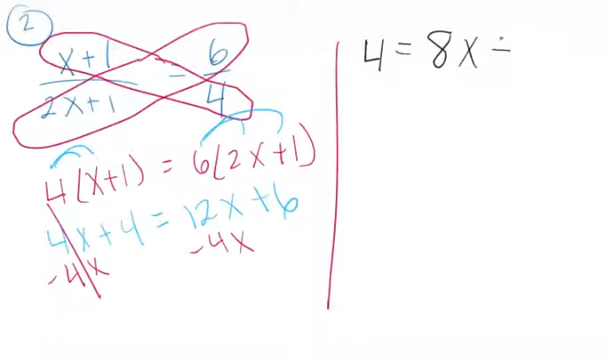 2
x+1 = 6
2x+1 4
4(x+1) = 6(2x+1)
4x+4 = 12x+6
-4x -4x
4 = 8x